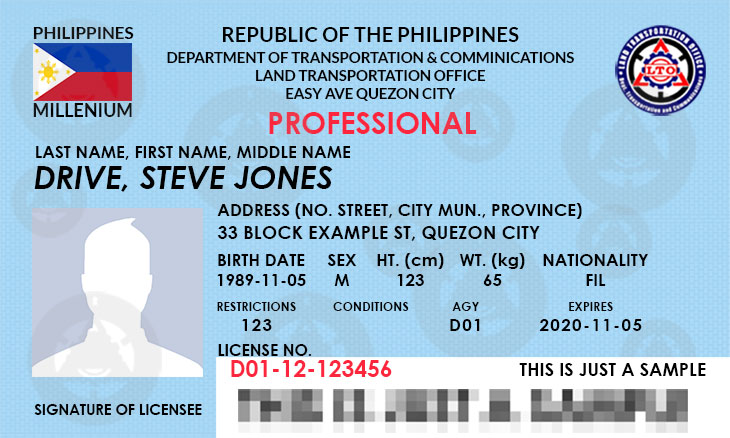 PHILIPPINES
MILLENIUM
REPUBLIC OF THE PHILIPPINES
DEPARTMENT OF TRANSPORTATION & COMMINICATIONS
LAND TRANSPORTATION OFFICE
EASY AVE QUEZON CITY
LAND TRANSPORTATION OFFICE
LTO
PROFESSIONAL
LAST NAME, FIRST NAME, MIDDLE NAME
DRIVE, STEVE JONES
ADDRESS (NO. STREET, CITY MUN., PROVINCE)
33 BLOCK EXAMPLE ST, QUEZON CITY
BIRTH DATE SEX HT. (cm) WT. (kg) NATIONALITY
1989-11-05 M 123 65 FIL
RESTRICTIONS CONDITIONS AGY EXPIRES
123 D01 2020-11-05
LICENSE NO.
D01-12-123456
THIS IS JUST A SAMPLE
SIGNATURE OF LICENSEE